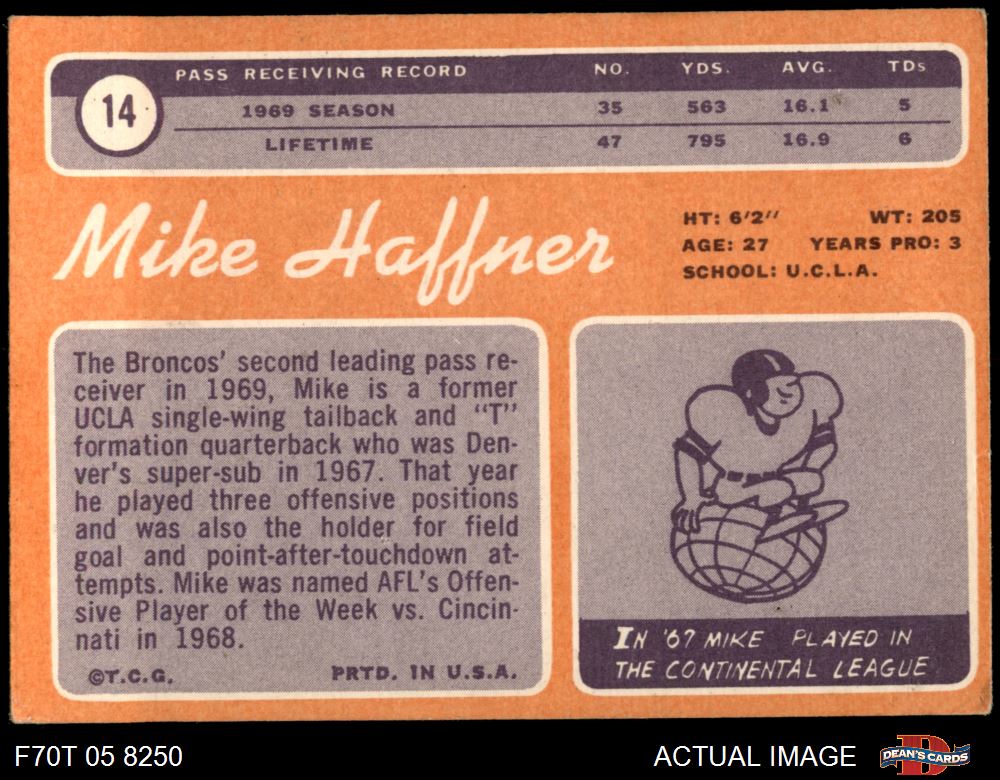 14
PASS RECEIVING RECORD NO. YDS. AVG. TDs
1969 SEASON 35 563 16.1 5
LIFETIME 47 795 16.9 6
Mike Haffner
HT: 6'2" WT: 205
AGE: 27 YEARS PRO: 3
SCHOOL: U.C.L.A.
The Broncos' second leading pass re-
ceiver in 1969, Mike is a former
UCLA single-wing tailback and "T"
formation quarterback who was Den-
ver's super-sub in 1967. That year
he played three offensive positions
and was also the holder for field
goal and point-after-touchdown at-
tempts. Mike was named AFL's Offen-
sive Player of the Week vs. Cincin-
nati in 1968.
©T.C.G. PRTD. IN U.S.A.
IN '67 MIKE PLAYED IN
THE CONTINENTAL LEAGUE
F70T 05 8250 ACTUAL IMAGE
D
DEAN'S CARDS